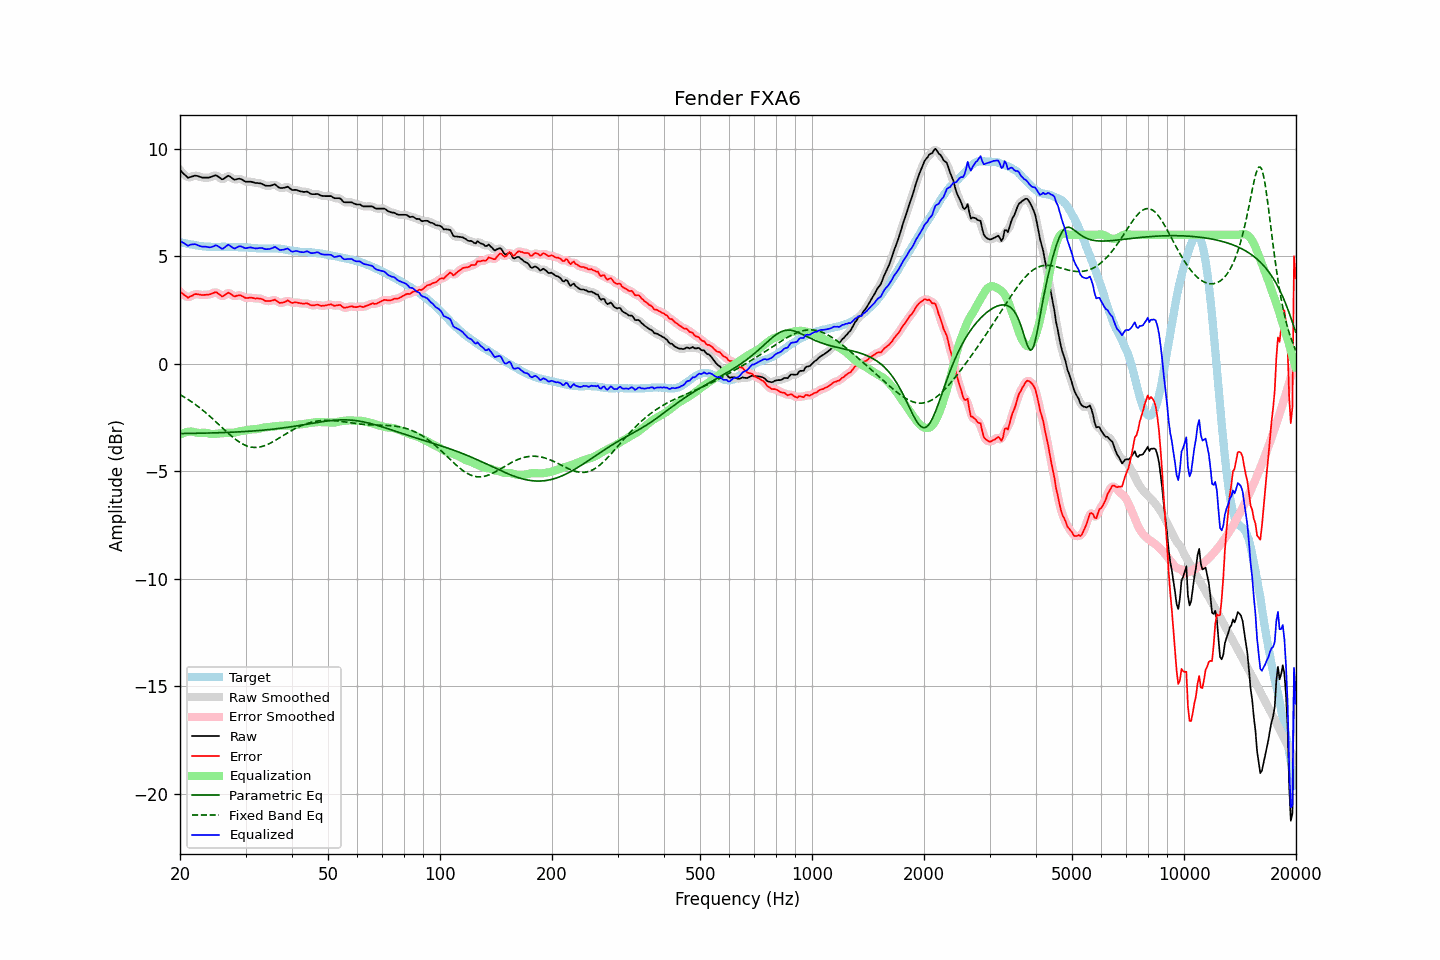 Fender FXA6
Amplitude (dBr)
10
5
0
−5
−10
−15
−20
Target
Raw Smoothed
Error Smoothed
Raw
Error
Equalization
Parametric Eq
Fixed Band Eq
Equalized
20
50
100
200
500
1000
2000
5000
10000
20000
Frequency (Hz)